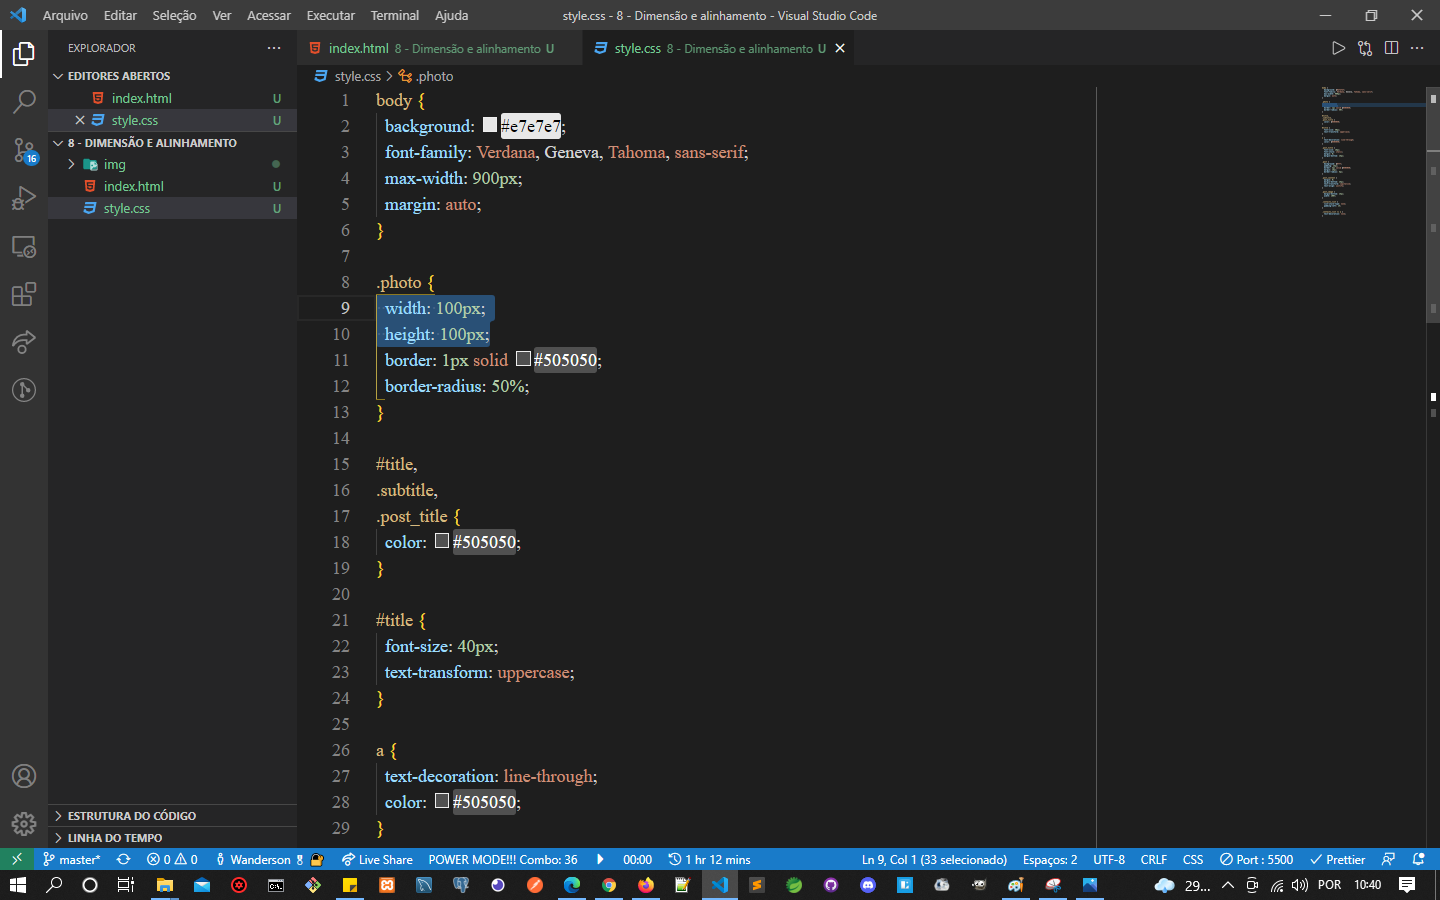 Arquivo Editar Seleção Ver Acessar Executar Terminal Ajuda style.css - 8 - Dimensão e alinhamento - Visual Studio Code
EXPLORADOR
EDITORES ABERTOS
index.html U
style.css U
8 - DIMENSÃO E ALINHAMENTO
img
index.html U
style.css U
ESTRUTURA DO CÓDIGO
LINHA DO TEMPO
16
index.html 8 - Dimensão e alinhamento U style.css 8 - Dimensão e alinhamento U
style.css > .photo
1 body {
2 background: #e7e7e7;
3 font-family: Verdana, Geneva, Tahoma, sans-serif;
4 max-width: 900px;
5 margin: auto;
6 }
7
8 .photo {
9 width: 100px;
10 height: 100px;
11 border: 1px solid #505050;
12 border-radius: 50%;
13 }
14
15 #title,
16 .subtitle,
17 .post_title {
18 color: #505050;
19 }
20
21 #title {
22 font-size: 40px;
23 text-transform: uppercase;
24 }
25
26 a {
27 text-decoration: line-through;
28 color: #505050;
29 }
master* 0 0 Wanderson Live Share POWER MODE!!! Combo: 36 00:00 1 hr 12 mins Ln 9, Col 1 (33 selecionado) Espaços: 2 UTF-8 CRLF CSS Port : 5500 Prettier
29... POR 10:40